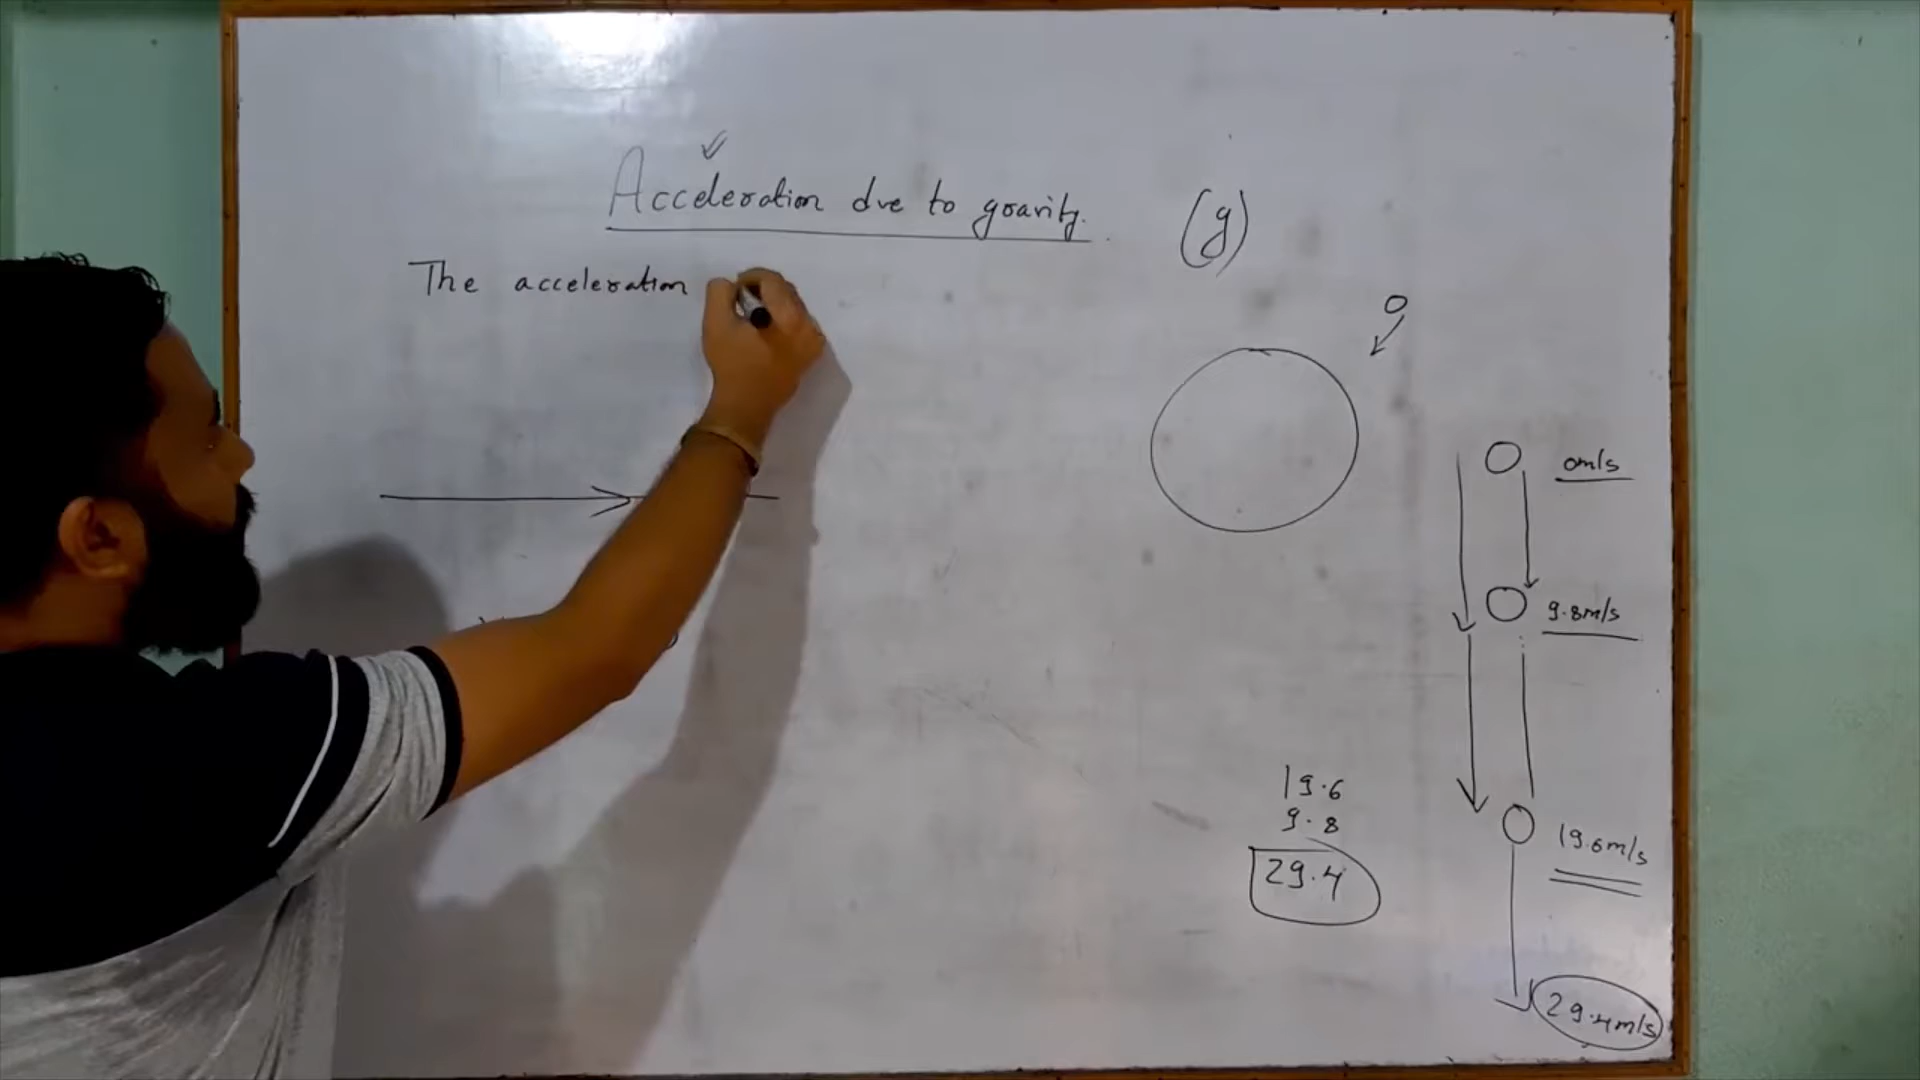 Acceleration due to gravity. (g)
The acceleration
0m/s
9.8m/s
19.6
9.8
29.4
19.6m/s
29.4m/s